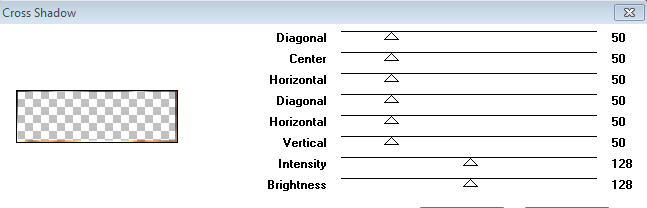 Cross Shadow
Diagonal 50
Center 50
Horizontal 50
Diagonal 50
Horizontal 50
Vertical 50
Intensity 128
Brightness 128